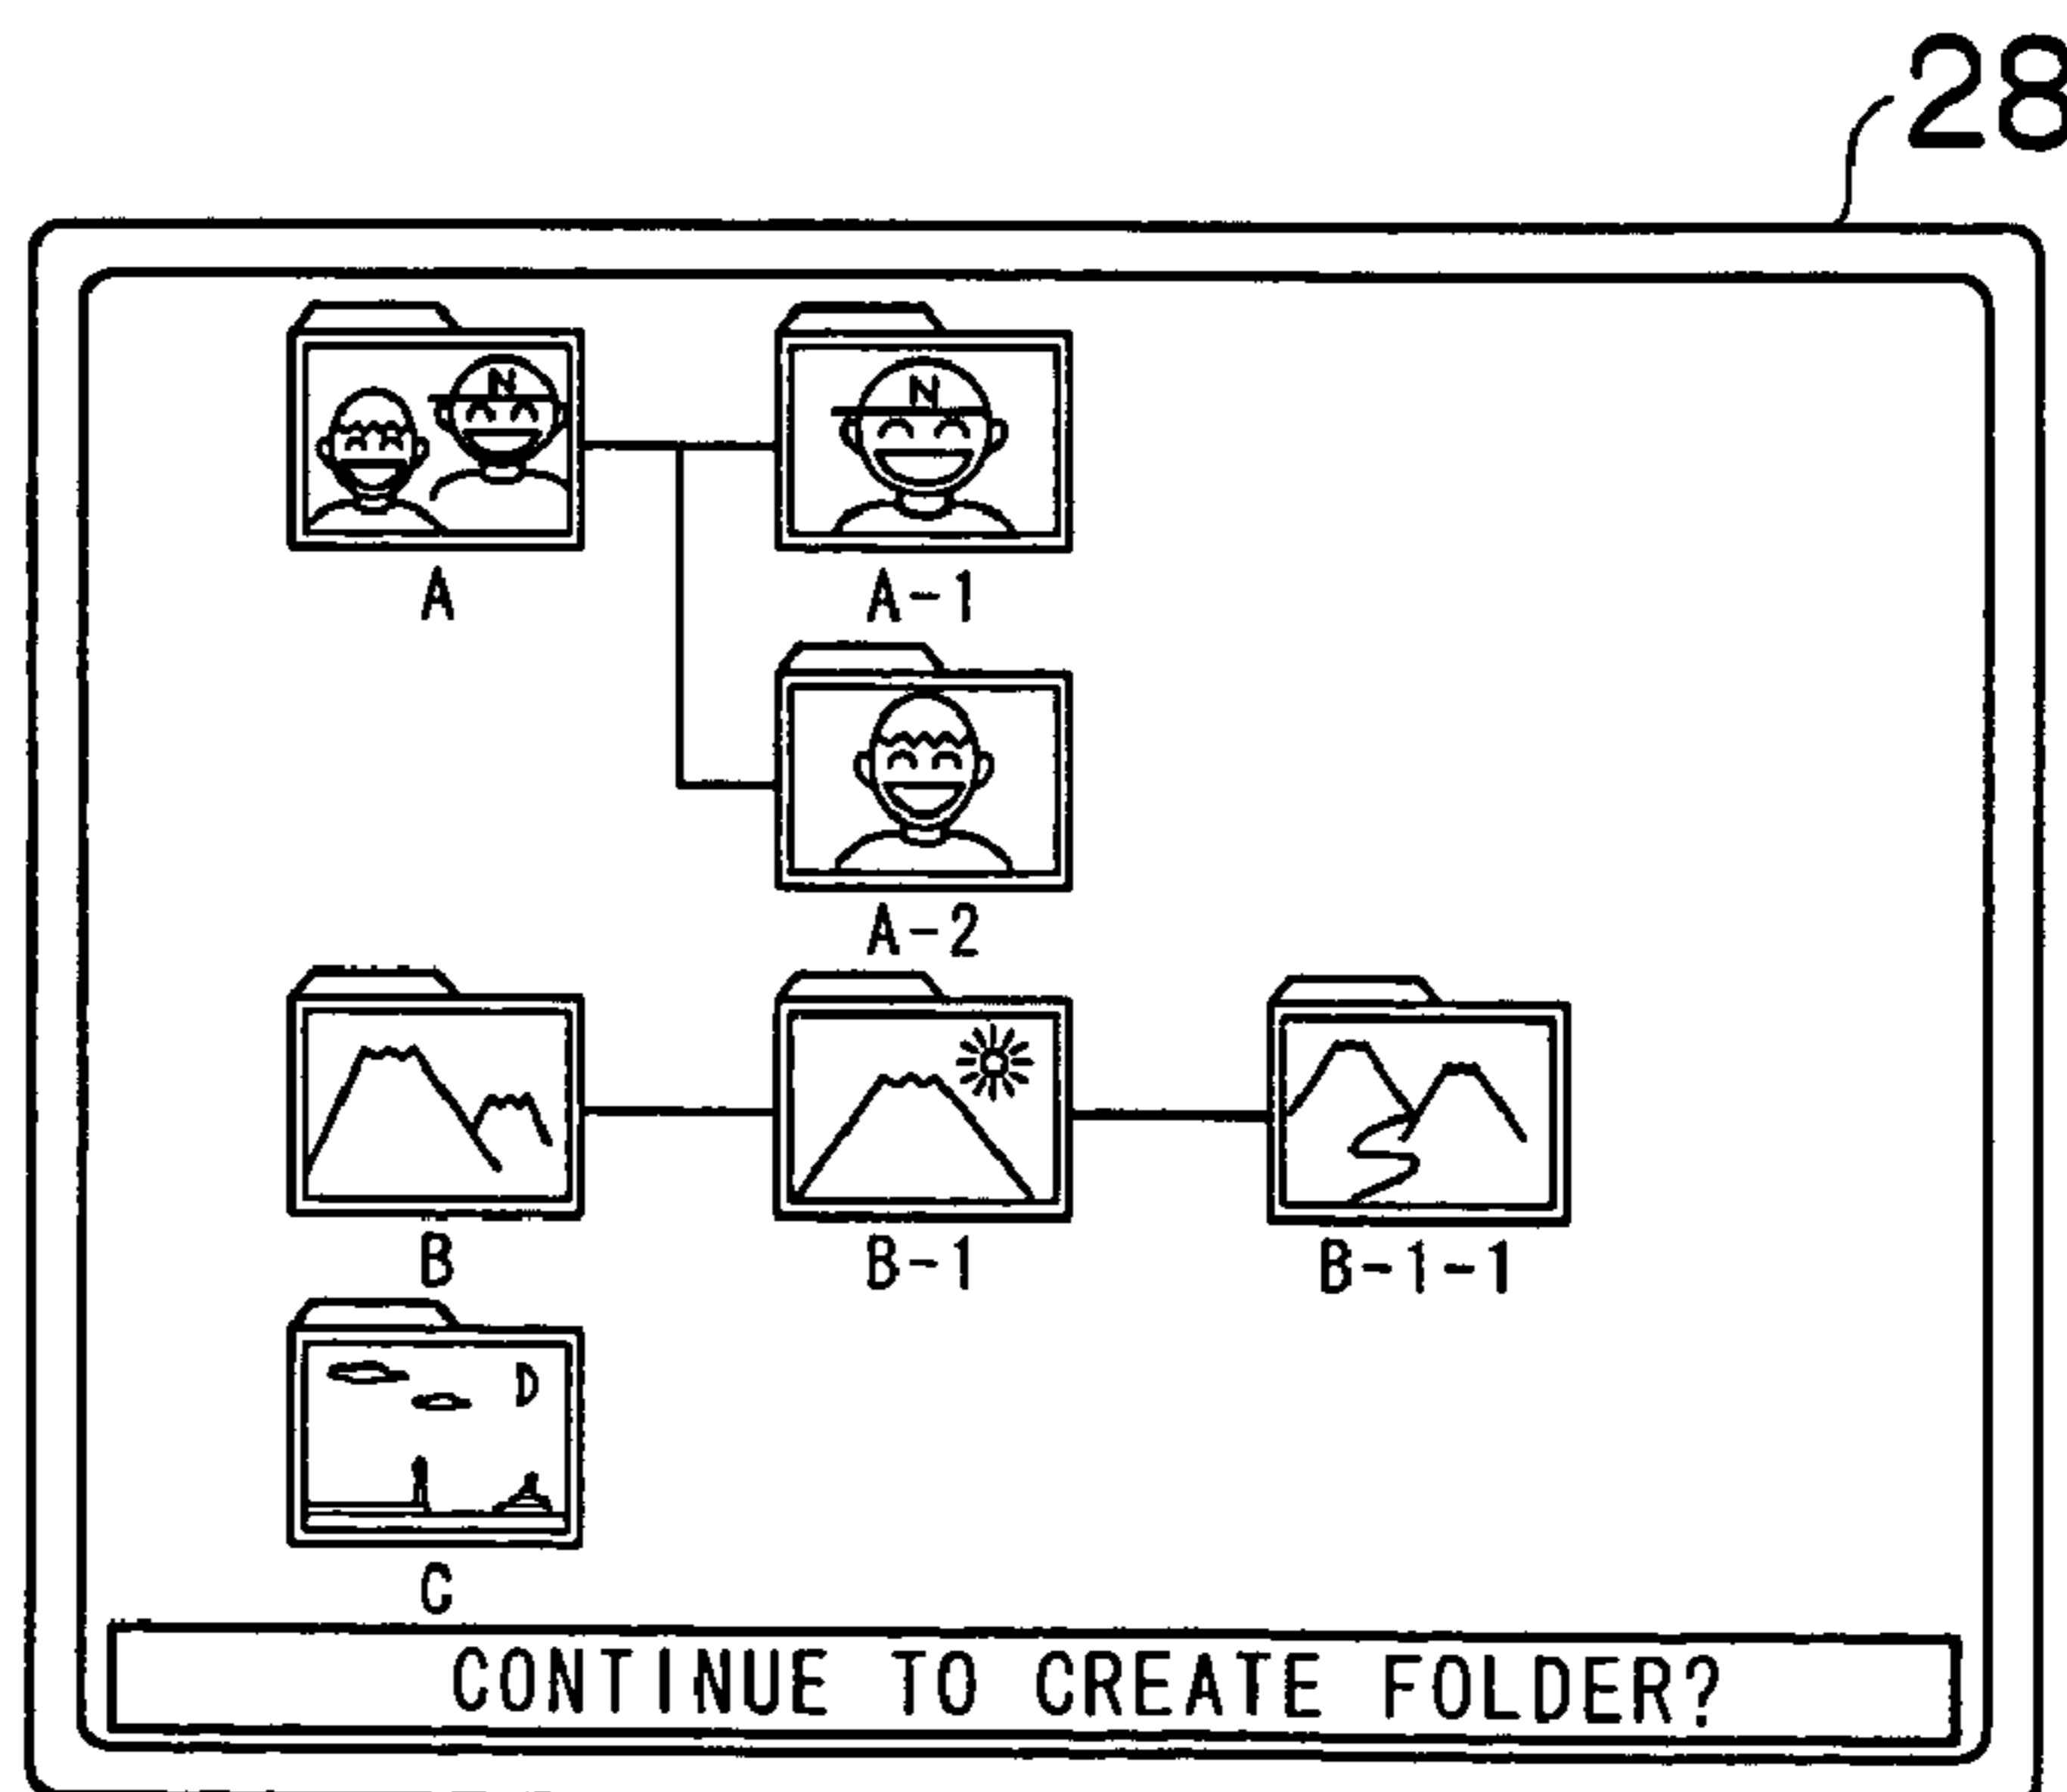 28
N
N
A
A-1
A-2
B
B-1
B-1-1
C
CONTINUE TO CREATE FOLDER?